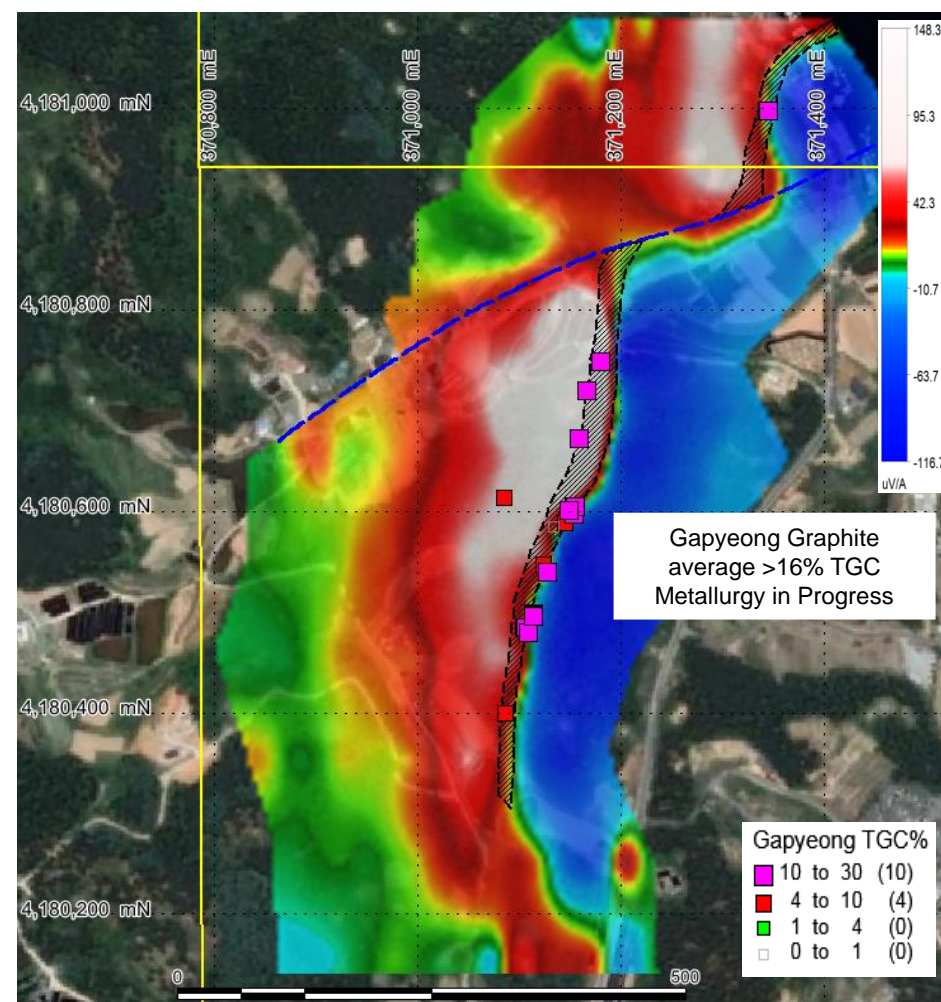 148.3
95.3
42.3
-10.7
-63.7
-116.7
uV/A
370,800 mE
371,000 mE
371,200 mE
371,400 mE
4,181,000 mN
4,180,800 mN
4,180,600 mN
4,180,400 mN
4,180,200 mN
Gapyeong Graphite
average >16% TGC
Metallurgy in Progress
Gapyeong TGC%
10 to 30 (10)
4 to 10 (4)
1 to 4 (0)
0 to 1 (0)
0 500